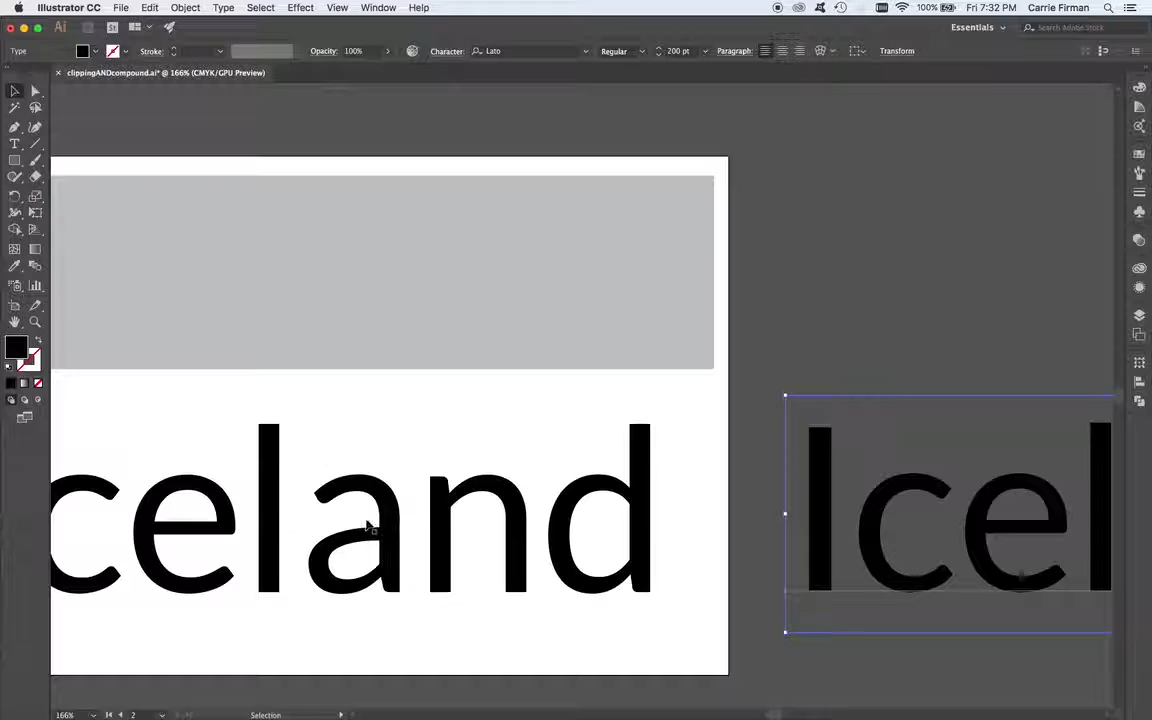 Illustrator CC File Edit Object Type Select Effect View Window Help 100% Fri 7:32 PM Carrie Firman
Ai St Essentials Search Adobe Stock
Type Stroke: Opacity: 100% Character: Lato Regular 200 pt Paragraph: Transform
× clippingANDcompound.ai* @ 166% (CMYK/GPU Preview)
celand Icel
166% 2 Selection